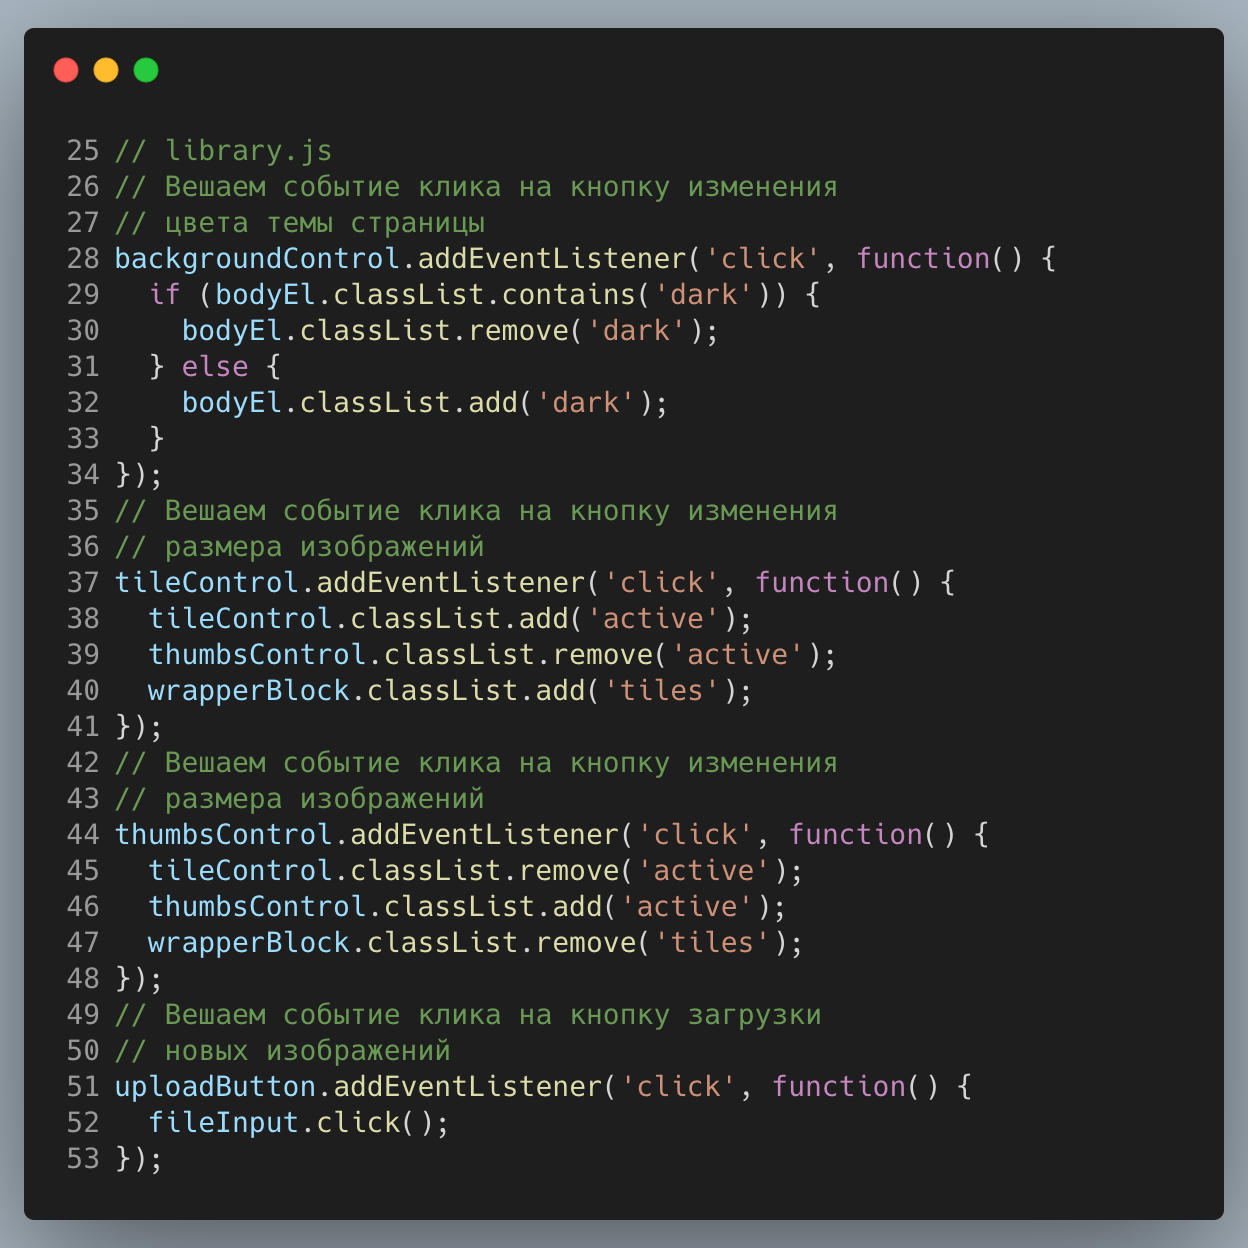 25 // library.js
26 // Вешаем событие клика на кнопку изменения
27 // цвета темы страницы
28 backgroundControl.addEventListener('click', function() {
29   if (bodyEl.classList.contains('dark')) {
30     bodyEl.classList.remove('dark');
31   } else {
32     bodyEl.classList.add('dark');
33   }
34 });
35 // Вешаем событие клика на кнопку изменения
36 // размера изображений
37 tileControl.addEventListener('click', function() {
38   tileControl.classList.add('active');
39   thumbsControl.classList.remove('active');
40   wrapperBlock.classList.add('tiles');
41 });
42 // Вешаем событие клика на кнопку изменения
43 // размера изображений
44 thumbsControl.addEventListener('click', function() {
45   tileControl.classList.remove('active');
46   thumbsControl.classList.add('active');
47   wrapperBlock.classList.remove('tiles');
48 });
49 // Вешаем событие клика на кнопку загрузки
50 // новых изображений
51 uploadButton.addEventListener('click', function() {
52   fileInput.click();
53 });